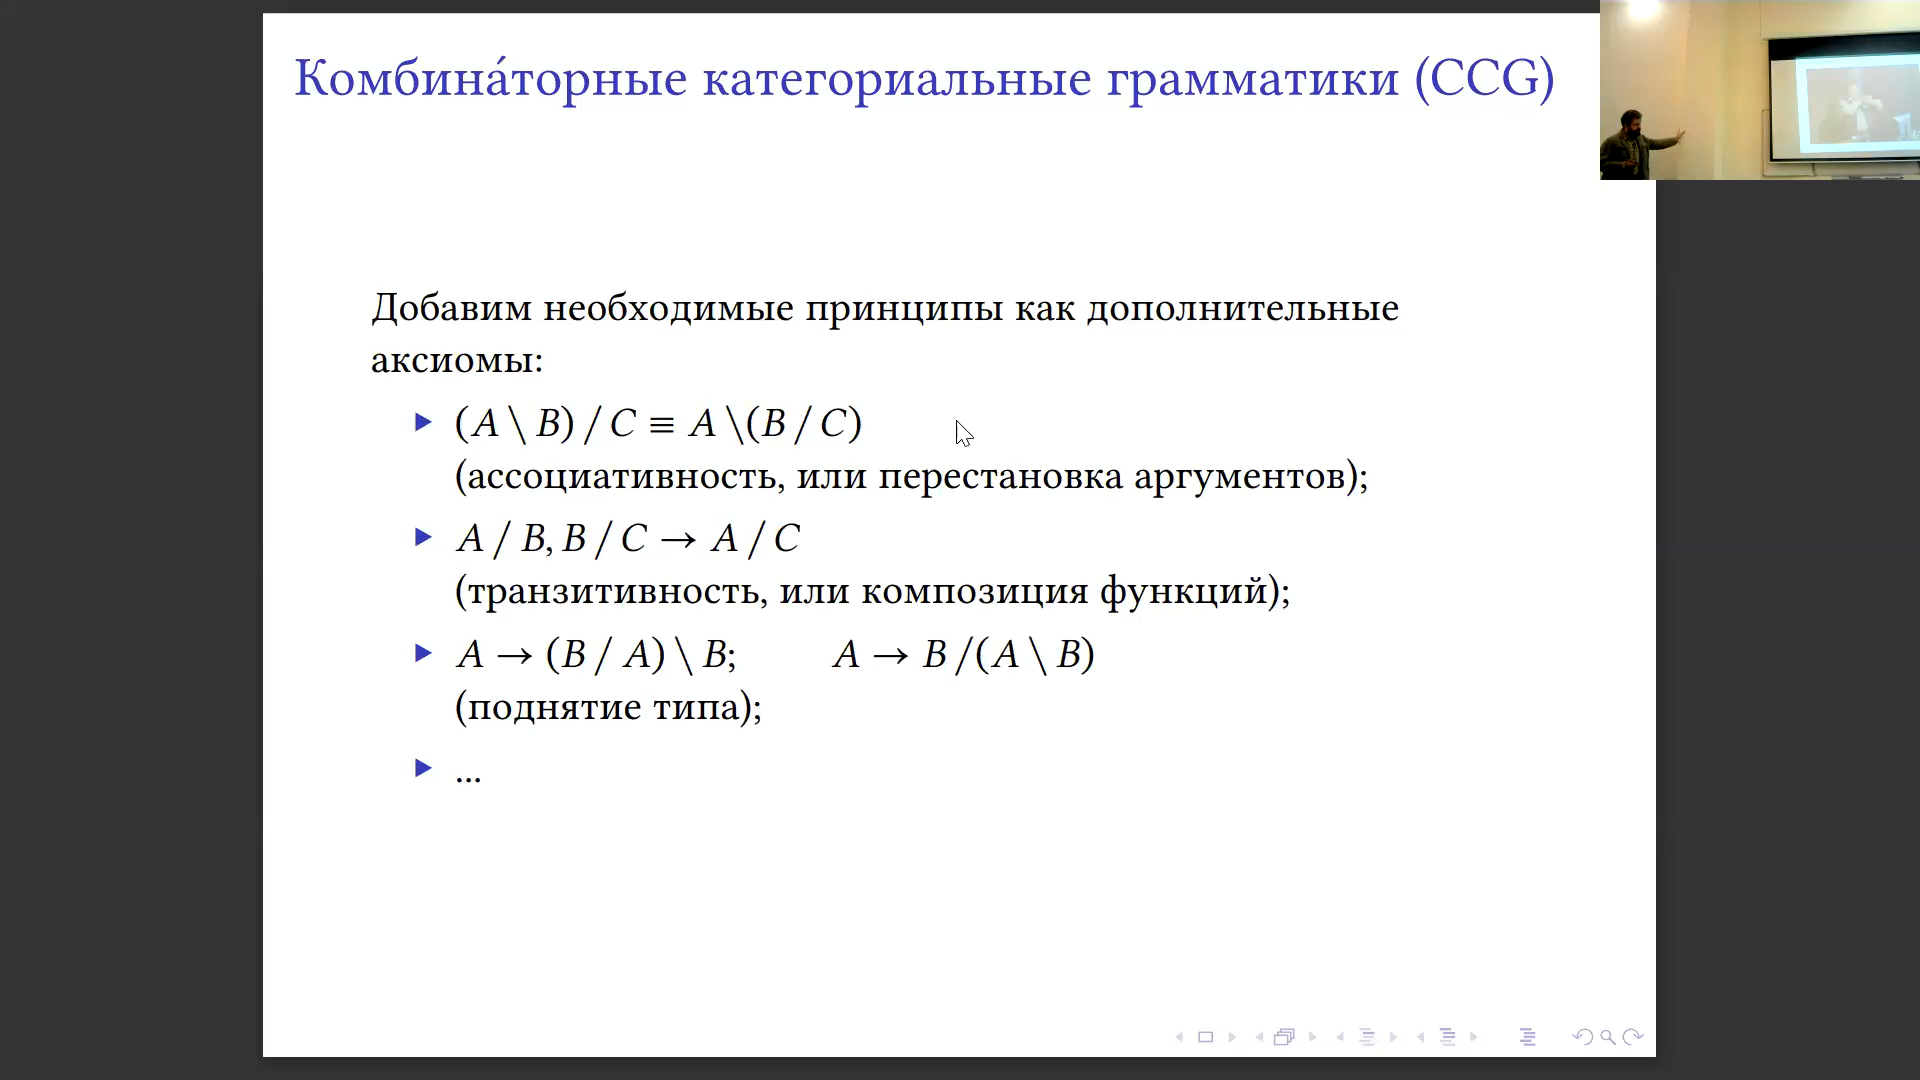 Комбина́торные категориальные грамматики (CCG)
Добавим необходимые принципы как дополнительные
аксиомы:
(A \ B) / C ≡ A \(B / C)
(ассоциативность, или перестановка аргументов);
A / B, B / C → A / C
(транзитивность, или композиция функций);
A → (B / A) \ B; A → B /(A \ B)
(поднятие типа);
...